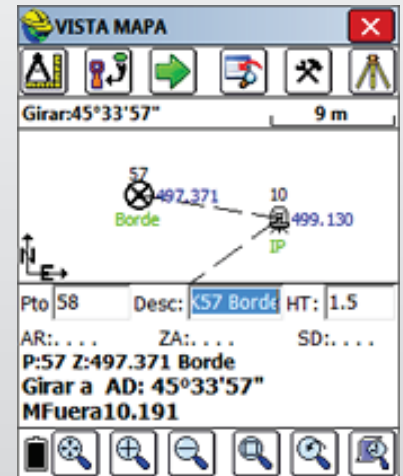 VISTA MAPA
Girar:45°33'57" 9 m
57
497.371
Borde
10
499.130
IP
N
E
Pto 58 Desc: K57 Borde HT: 1.5
AR:. . . . ZA:. . . . SD:. . . .
P:57 Z:497.371 Borde
Girar a AD: 45°33'57"
MFuera10.191